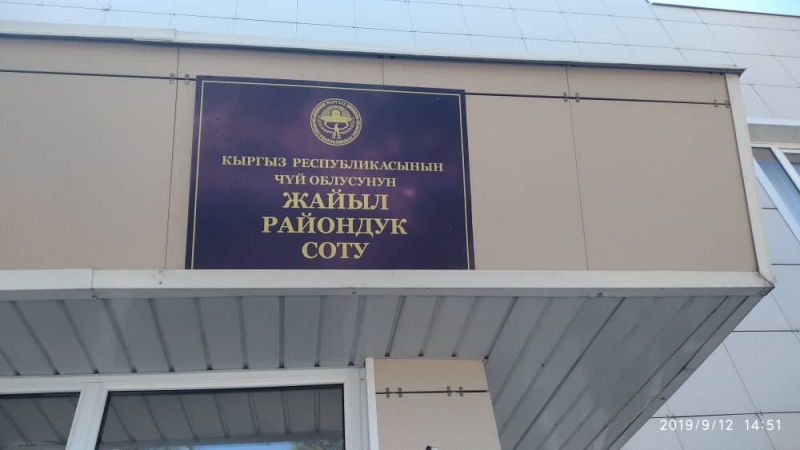 КЫРГЫЗ РЕСПУБЛИКАСЫНЫН
ЧҮЙ ОБЛУСУНУН
ЖАЙЫЛ
РАЙОНДУК
СОТУ
2019/9/12 14:51